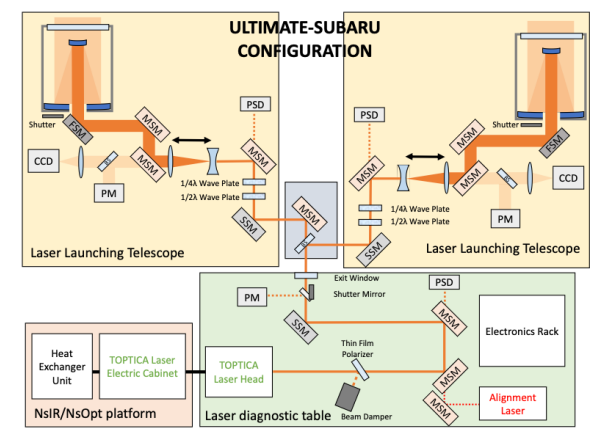 ULTIMATE-SUBARU
CONFIGURATION
Shutter
FSM
MSM
MSM
CCD
BS
PM
PSD
MSM
1/4λ Wave Plate
1/2λ Wave Plate
SSM
Laser Launching Telescope
MSM
BS
PSD
MSM
1/4λ Wave Plate
1/2λ Wave Plate
SSM
Shutter
FSM
MSM
MSM
BS
CCD
PM
Laser Launching Telescope
Exit Window
Shutter Mirror
PM
SSM
PSD
MSM
Electronics Rack
Thin Film
Polarizer
Beam Damper
MSM
MSM
Alignment
Laser
TOPTICA
Laser Head
Laser diagnostic table
Heat
Exchanger
Unit
TOPTICA Laser
Electric Cabinet
NsIR/NsOpt platform